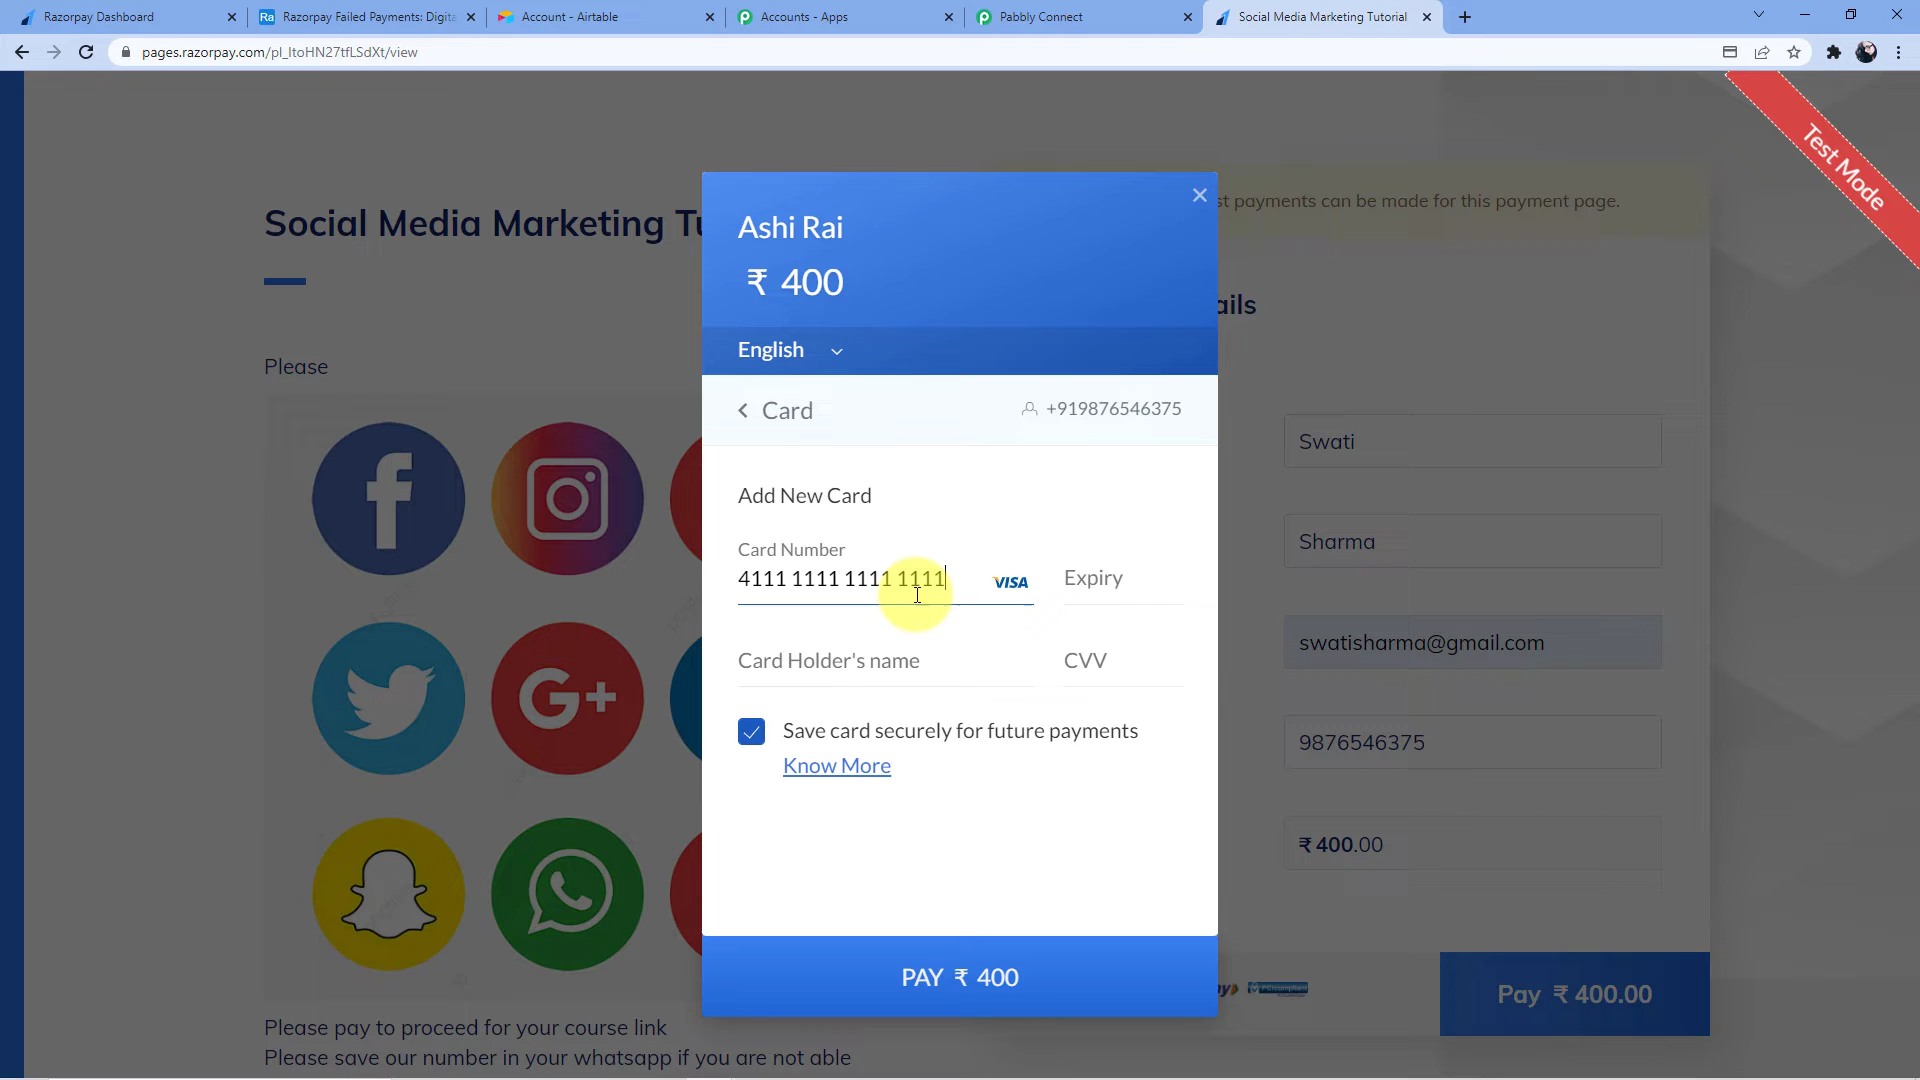 Razorpay Dashboard
Razorpay Failed Payments: Digita
Account - Airtable
Accounts - Apps
Pabbly Connect
Social Media Marketing Tutorial
pages.razorpay.com/pl_ItoHN27tfLSdXt/view
Test Mode
st payments can be made for this payment page.
Social Media Marketing Tu
Ashi Rai
₹ 400
ails
English
Please
Card
+919876546375
Swati
Add New Card
Sharma
Card Number
4111 1111 1111 1111
VISA
Expiry
swatisharma@gmail.com
Card Holder's name
CVV
Save card securely for future payments
Know More
9876546375
₹ 400.00
PAY ₹ 400
Pay ₹ 400.00
Please pay to proceed for your course link
Please save our number in your whatsapp if you are not able